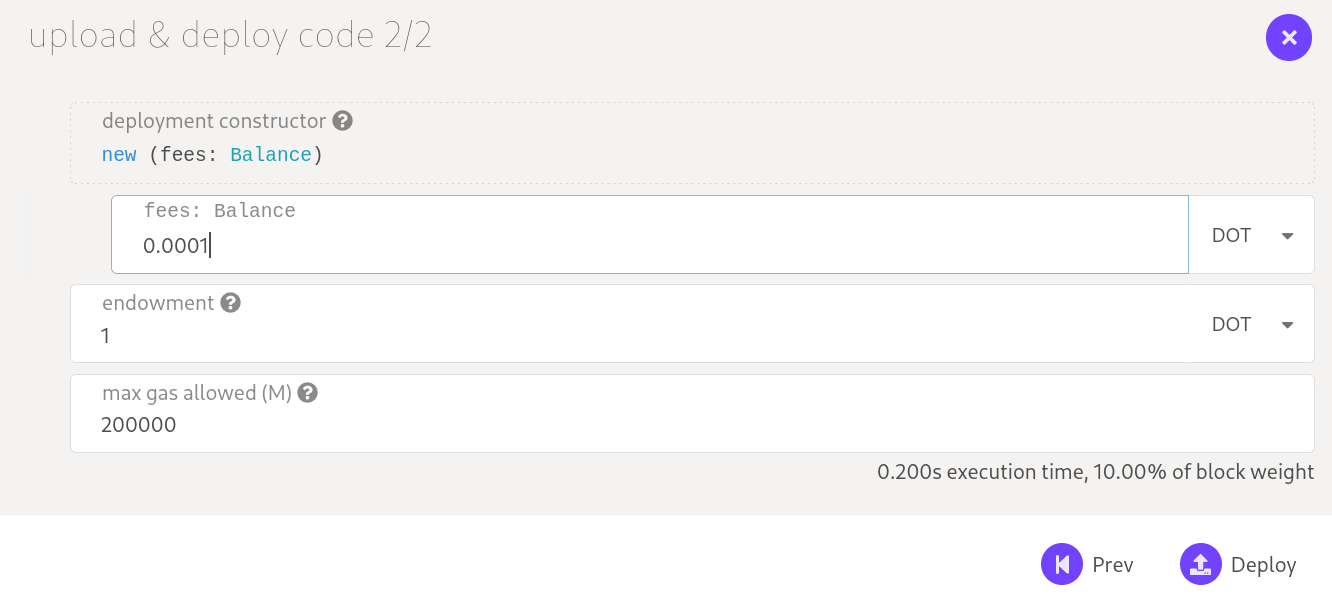 upload & deploy code 2/2
deployment constructor ?
new (fees: Balance)
fees: Balance
0.0001
DOT
endowment ?
1
DOT
max gas allowed (M) ?
200000
0.200s execution time, 10.00% of block weight
Prev
Deploy